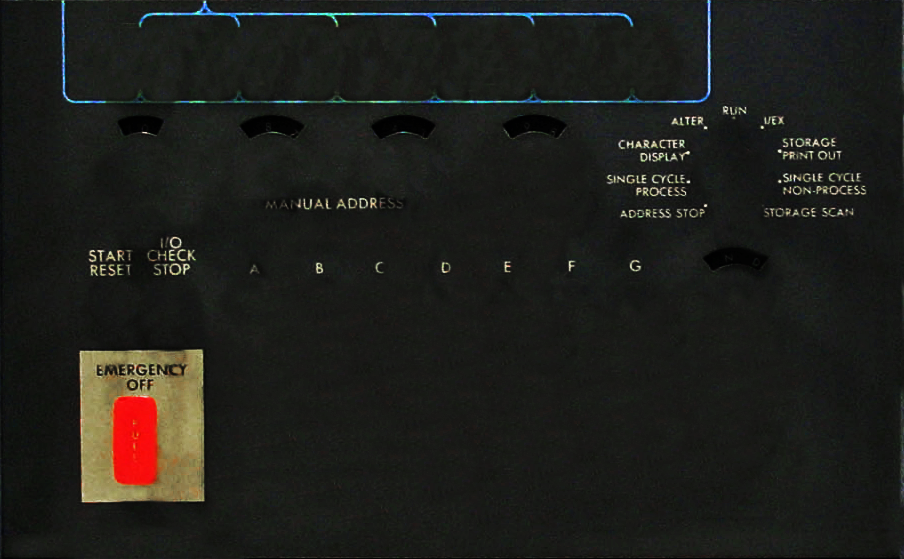 RUN
ALTER
I/EX
CHARACTER
DISPLAY
STORAGE
PRINT OUT
SINGLE CYCLE
PROCESS
SINGLE CYCLE
NON-PROCESS
ADDRESS STOP
STORAGE SCAN
MANUAL ADDRESS
START
RESET
I/O
CHECK
STOP
A B C D E F G
EMERGENCY
OFF
PULL